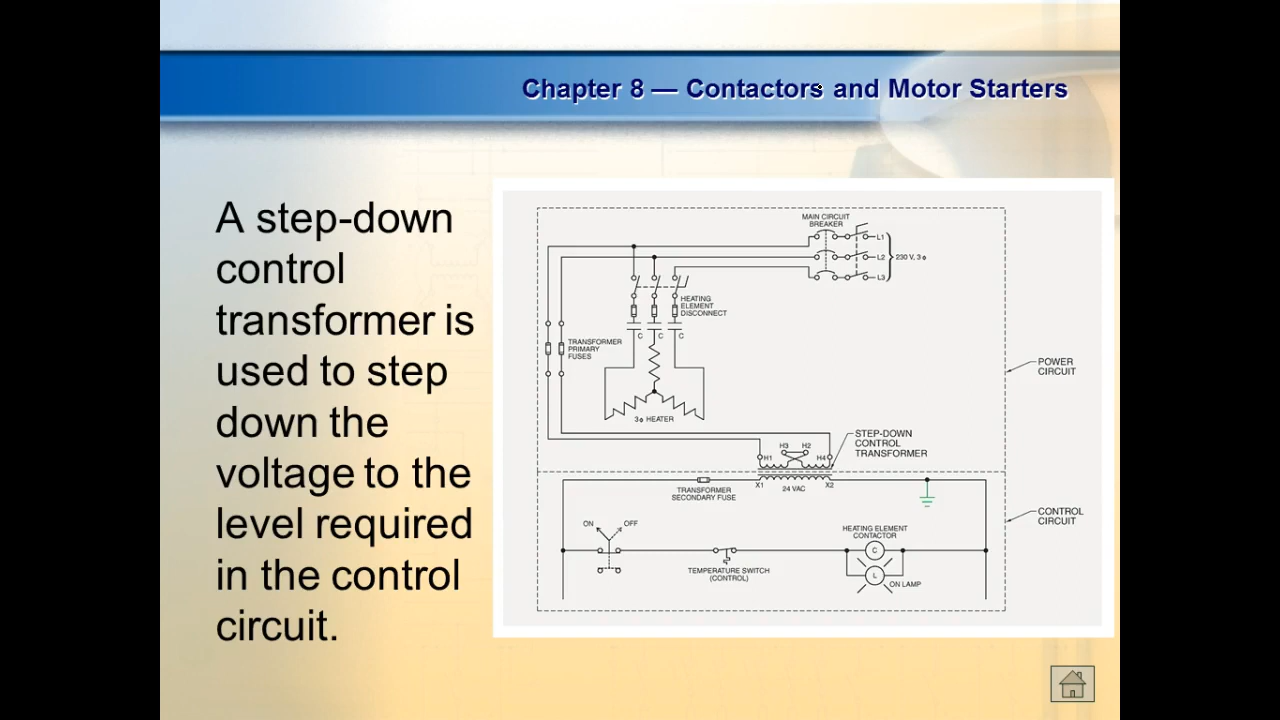 Chapter 8 — Contactors and Motor Starters
A step-down
control
transformer is
used to step
down the
voltage to the
level required
in the control
circuit.
MAIN CIRCUIT
BREAKER
L1
L2
L3
230 V, 3ϕ
HEATING
ELEMENT
DISCONNECT
C
C
C
TRANSFORMER
PRIMARY
FUSES
3ϕ HEATER
POWER
CIRCUIT
STEP-DOWN
CONTROL
TRANSFORMER
H1
H3
H2
H4
X1
24 VAC
X2
TRANSFORMER
SECONDARY FUSE
CONTROL
CIRCUIT
ON
OFF
TEMPERATURE SWITCH
(CONTROL)
HEATING ELEMENT
CONTACTOR
C
L
ON LAMP